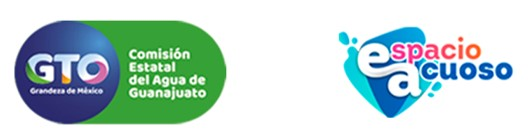 GTO
Grandeza de México
Comisión
Estatal
del Agua de
Guanajuato
espacio
acuoso